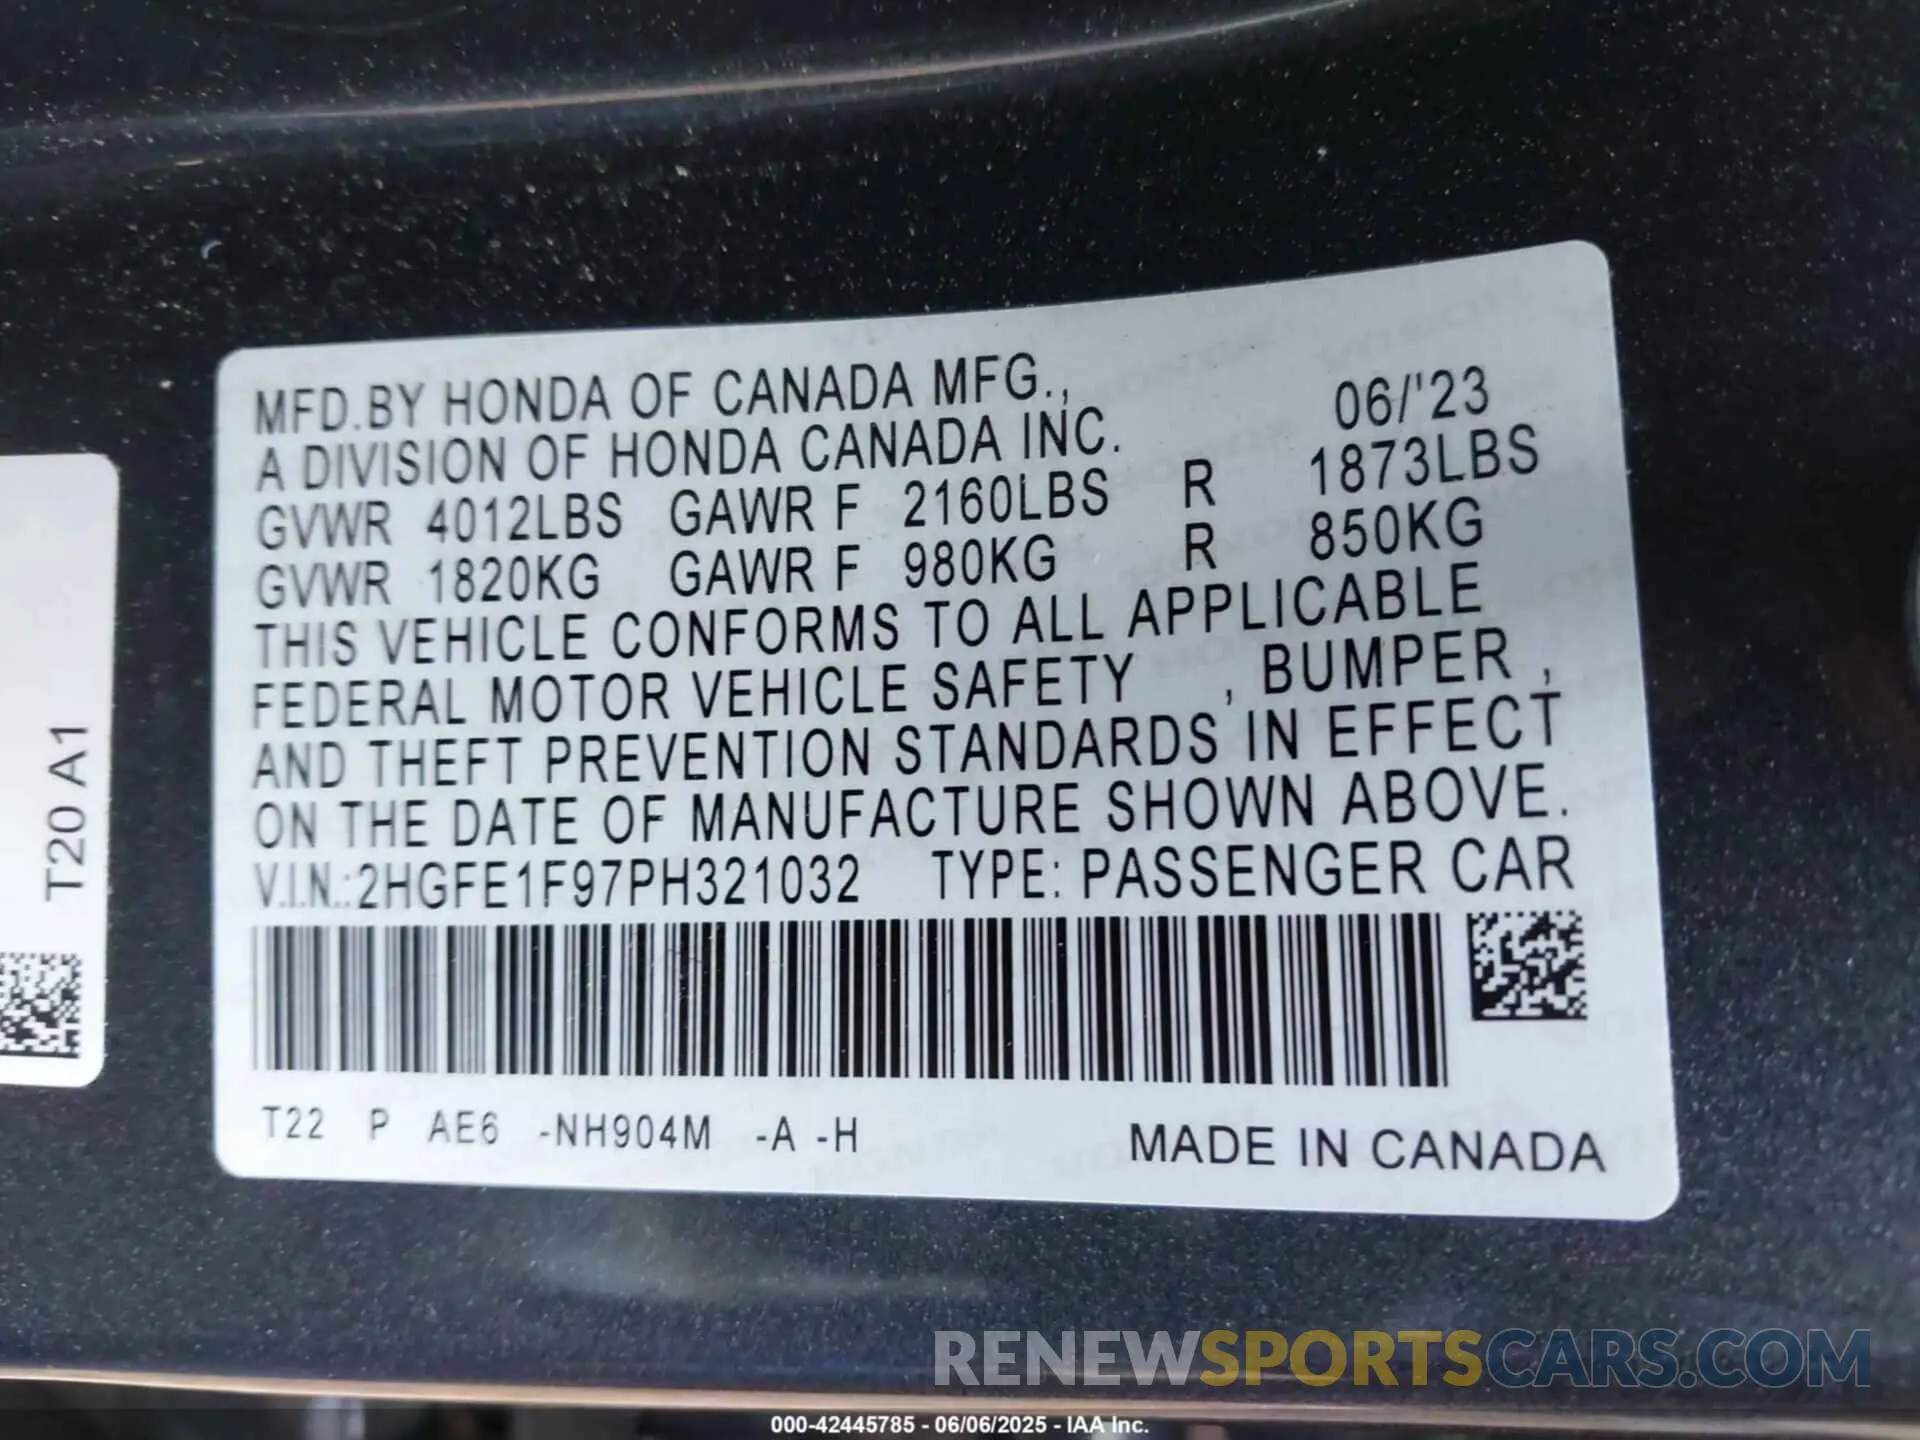 MFD.BY HONDA OF CANADA MFG., 06/'23
A DIVISION OF HONDA CANADA INC.
GVWR 4012LBS GAWR F 2160LBS R 1873LBS
GVWR 1820KG GAWR F 980KG R 850KG
THIS VEHICLE CONFORMS TO ALL APPLICABLE
FEDERAL MOTOR VEHICLE SAFETY , BUMPER ,
AND THEFT PREVENTION STANDARDS IN EFFECT
ON THE DATE OF MANUFACTURE SHOWN ABOVE.
V.I.N.:2HGFE1F97PH321032 TYPE: PASSENGER CAR
T22 P AE6 -NH904M -A -H MADE IN CANADA
T20 A1
RENEWSPORTSCARS.COM
000-42445785 - 06/06/2025 - IAA Inc.